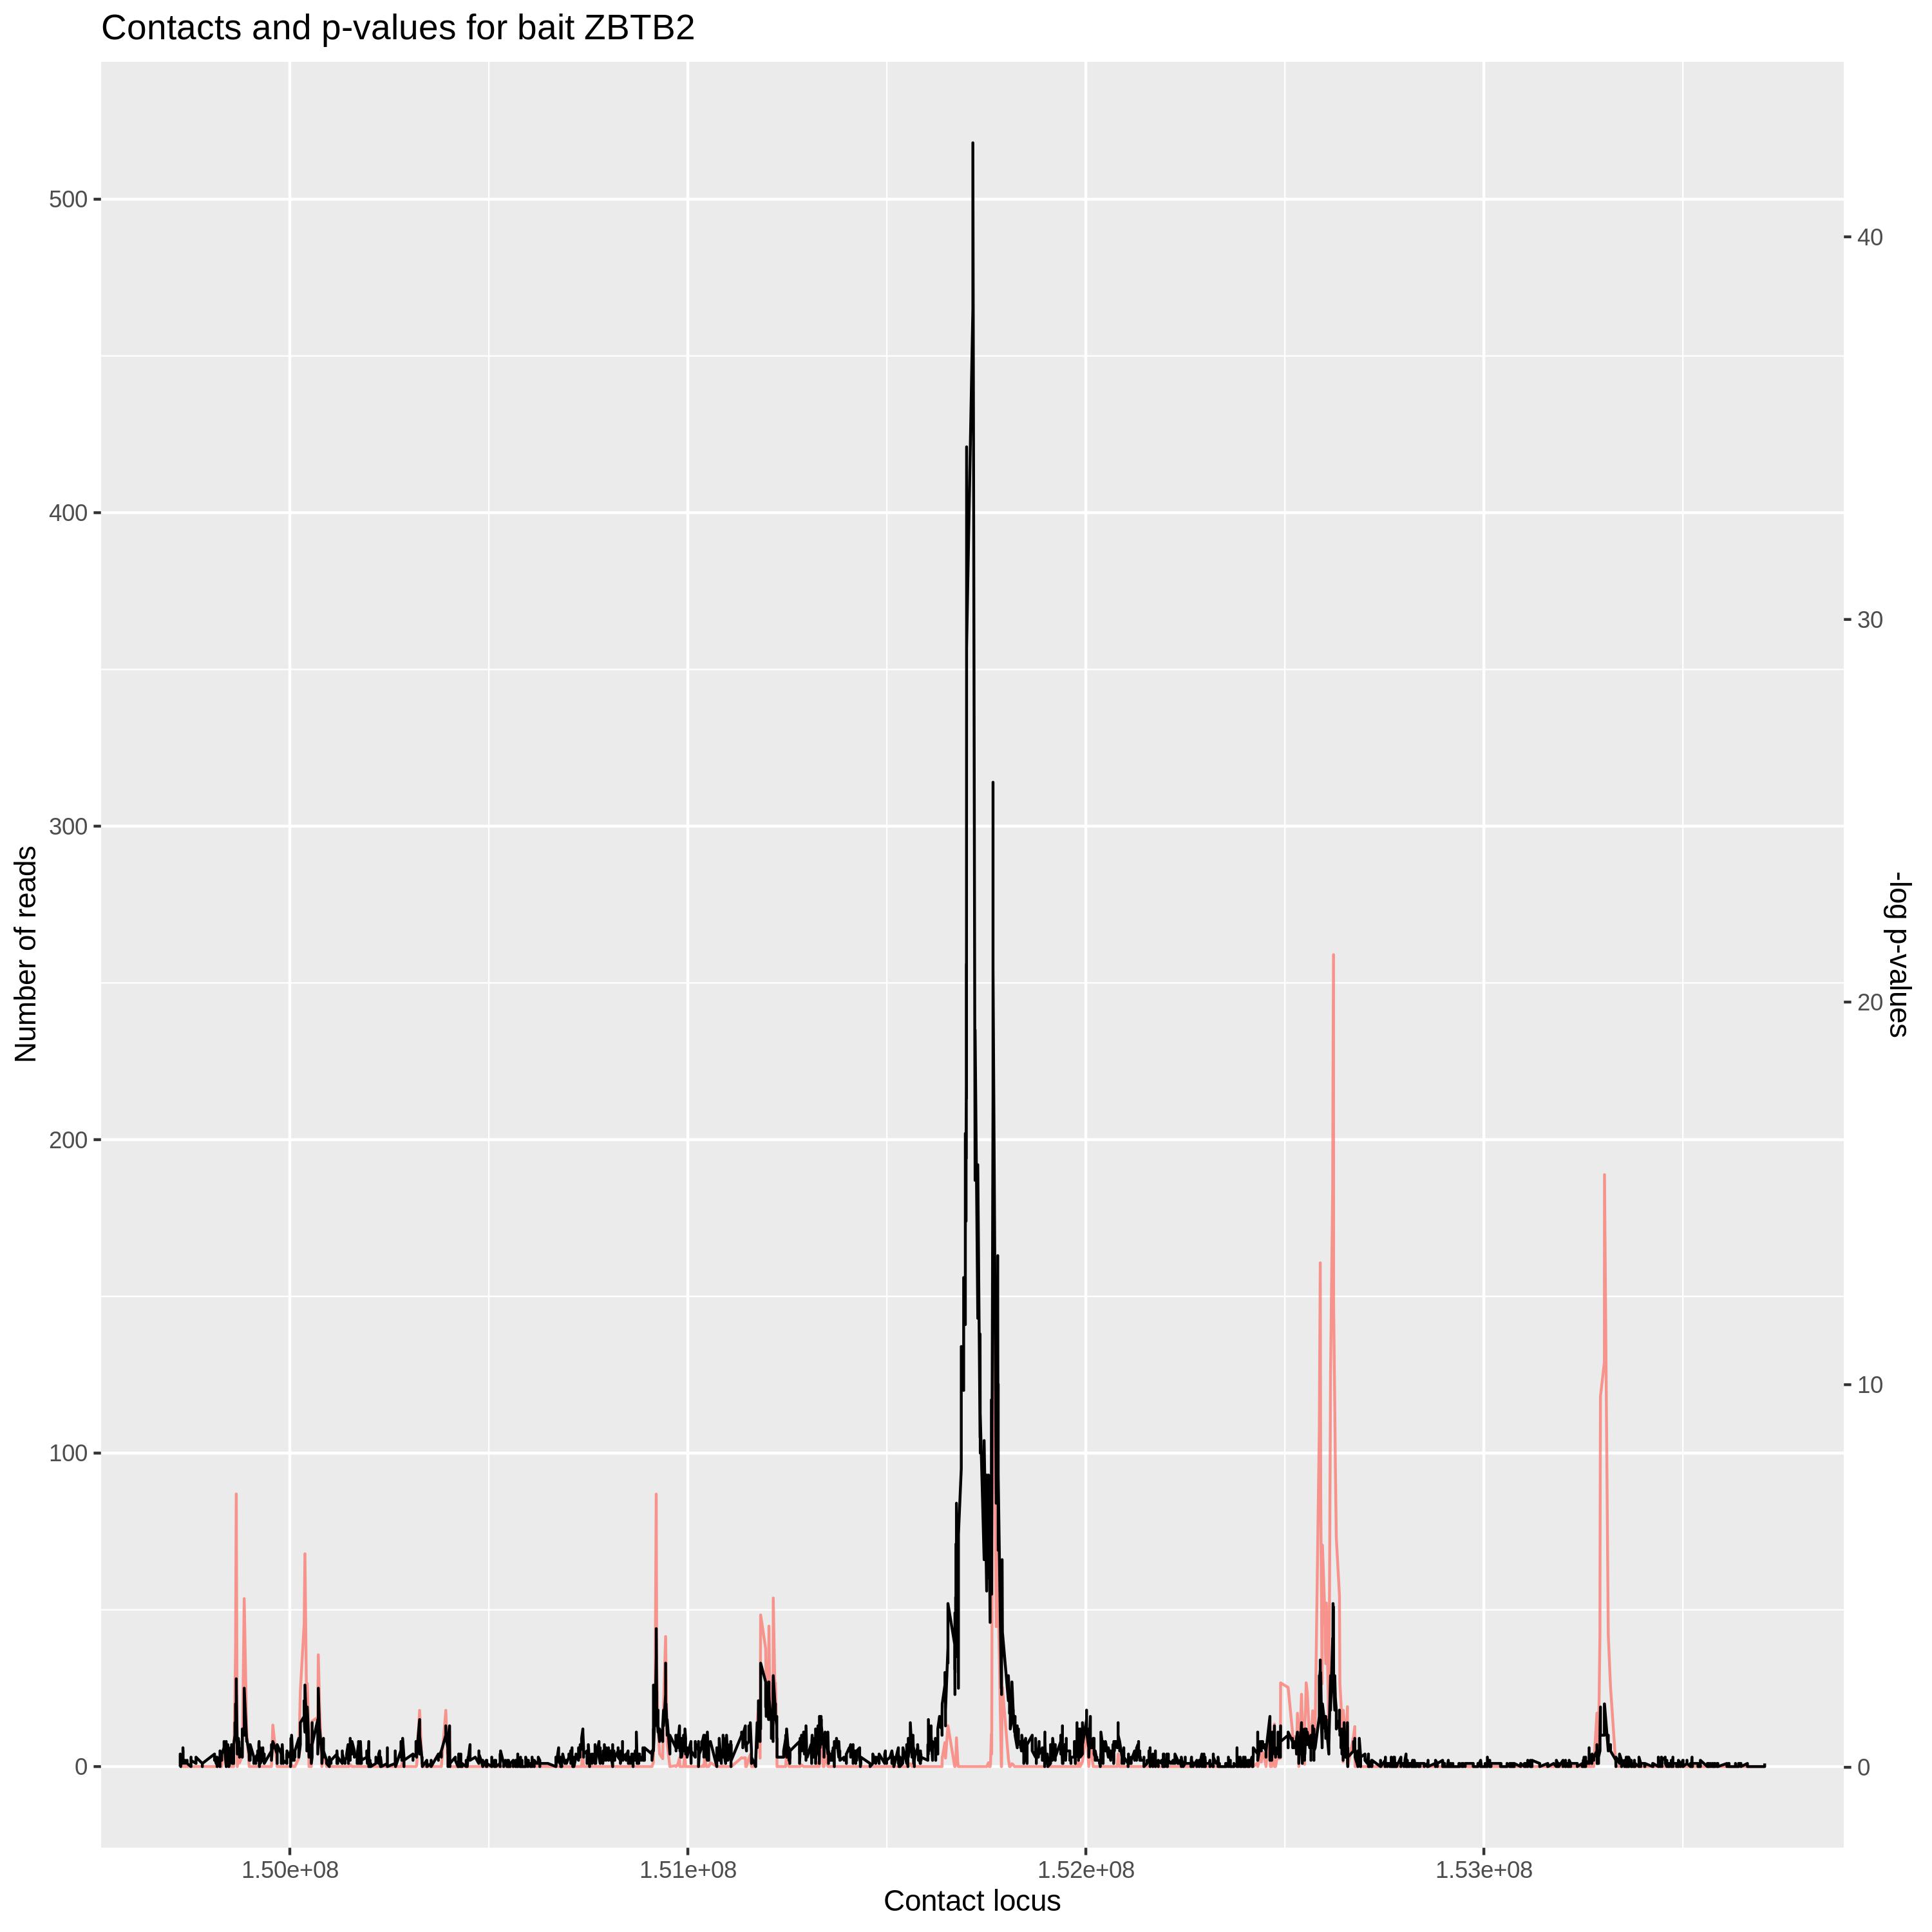 Contacts and p-values for bait ZBTB2
500
400
300
200
100
0
Number of reads
40
30
20
10
0
-log p-values
1.50e+08 1.51e+08 1.52e+08 1.53e+08
Contact locus